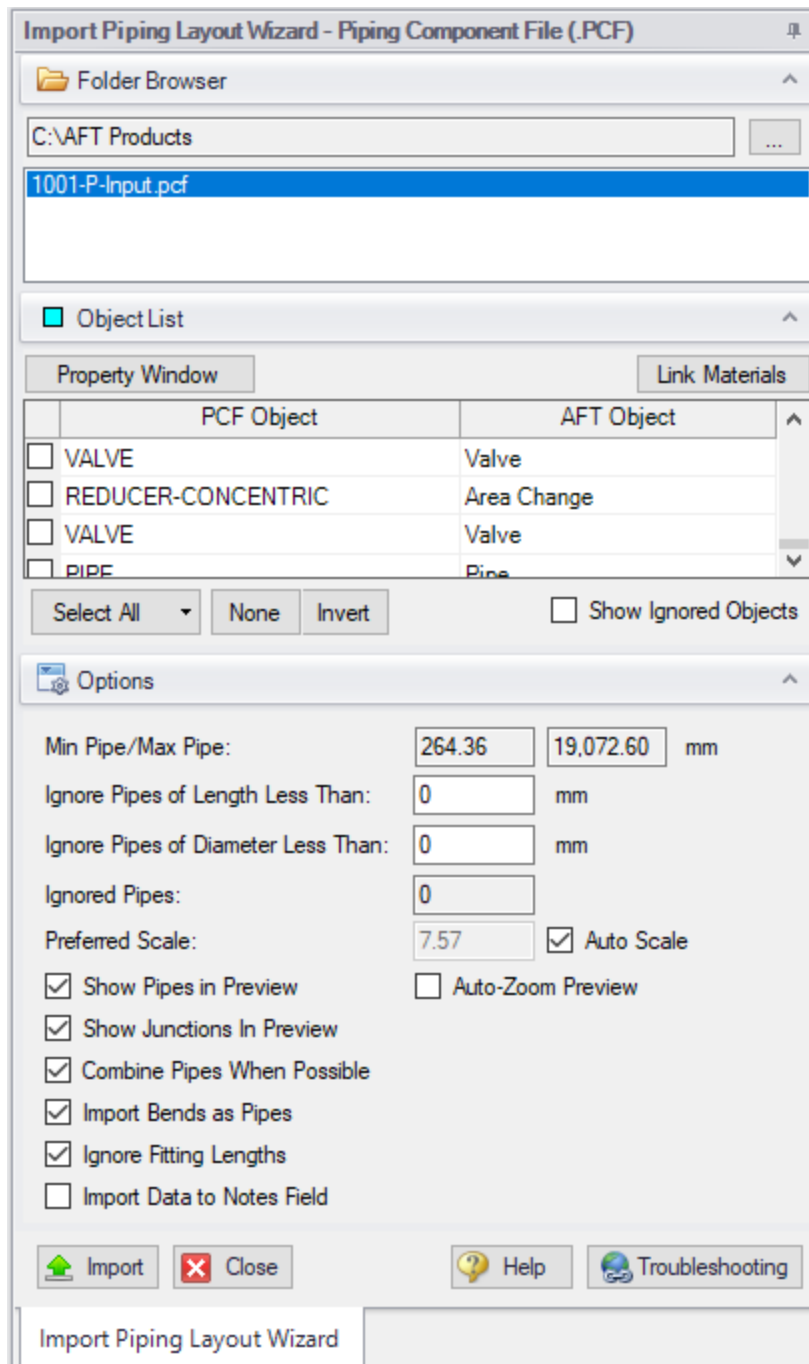 Import Piping Layout Wizard - Piping Component File (.PCF)
Folder Browser
C:\AFT Products
...
1001-P-Input.pcf
Object List
Property Window Link Materials
PCF Object AFT Object
VALVE Valve
REDUCER-CONCENTRIC Area Change
VALVE Valve
PIPE Pipe
Select All None Invert Show Ignored Objects
Options
Min Pipe/Max Pipe: 264.36 19,072.60 mm
Ignore Pipes of Length Less Than: 0 mm
Ignore Pipes of Diameter Less Than: 0 mm
Ignored Pipes: 0
Preferred Scale: 7.57 Auto Scale
Show Pipes in Preview Auto-Zoom Preview
Show Junctions In Preview
Combine Pipes When Possible
Import Bends as Pipes
Ignore Fitting Lengths
Import Data to Notes Field
Import Close Help Troubleshooting
Import Piping Layout Wizard